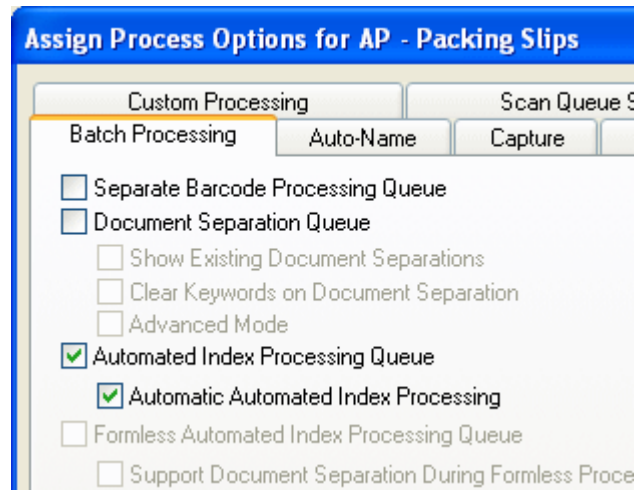 Assign Process Options for AP - Packing Slips
Custom Processing Scan Queue S
Batch Processing Auto-Name Capture
Separate Barcode Processing Queue
Document Separation Queue
Show Existing Document Separations
Clear Keywords on Document Separation
Advanced Mode
Automated Index Processing Queue
Automatic Automated Index Processing
Formless Automated Index Processing Queue
Support Document Separation During Formless Proce